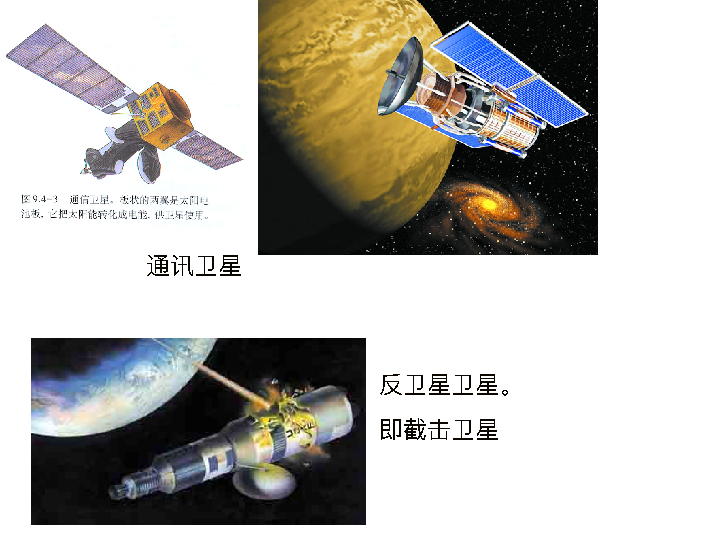 图9.4-3 通信卫星。板状的两翼是太阳电
池板，它把太阳能转化成电能，供卫星使用。
通讯卫星
反卫星卫星。
即截击卫星